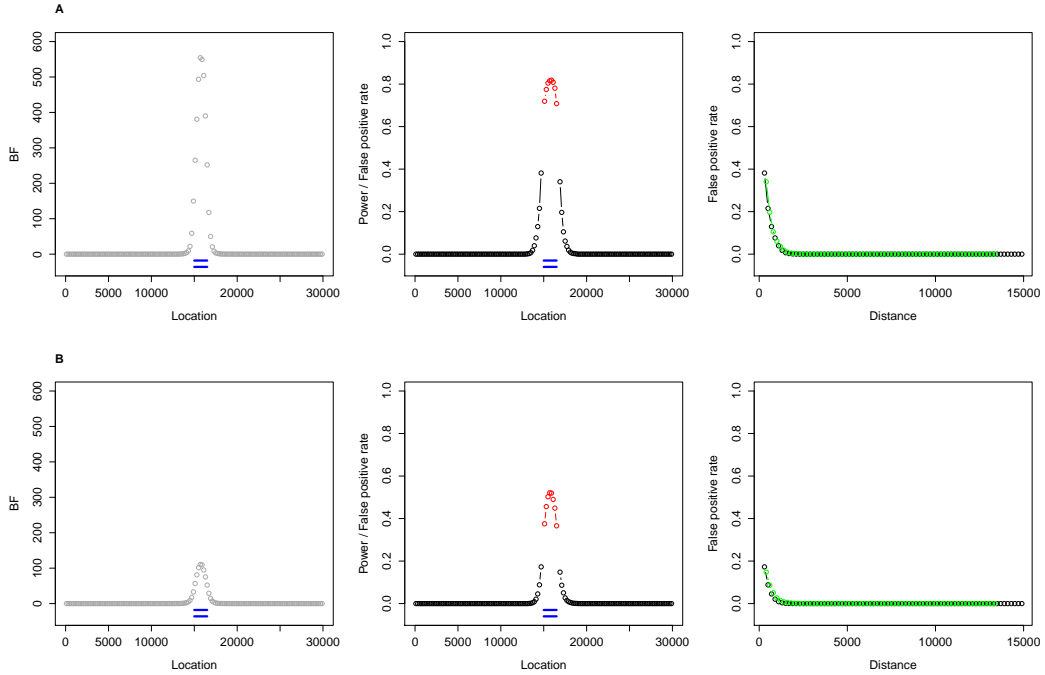 A
BF
0 100 200 300 400 500 600
0 5000 10000 20000 30000
Location
Power / False positive rate
0.0 0.2 0.4 0.6 0.8 1.0
0 5000 10000 20000 30000
Location
False positive rate
0.0 0.2 0.4 0.6 0.8 1.0
0 5000 10000 15000
Distance
B
BF
0 100 200 300 400 500 600
0 5000 10000 20000 30000
Location
Power / False positive rate
0.0 0.2 0.4 0.6 0.8 1.0
0 5000 10000 20000 30000
Location
False positive rate
0.0 0.2 0.4 0.6 0.8 1.0
0 5000 10000 15000
Distance